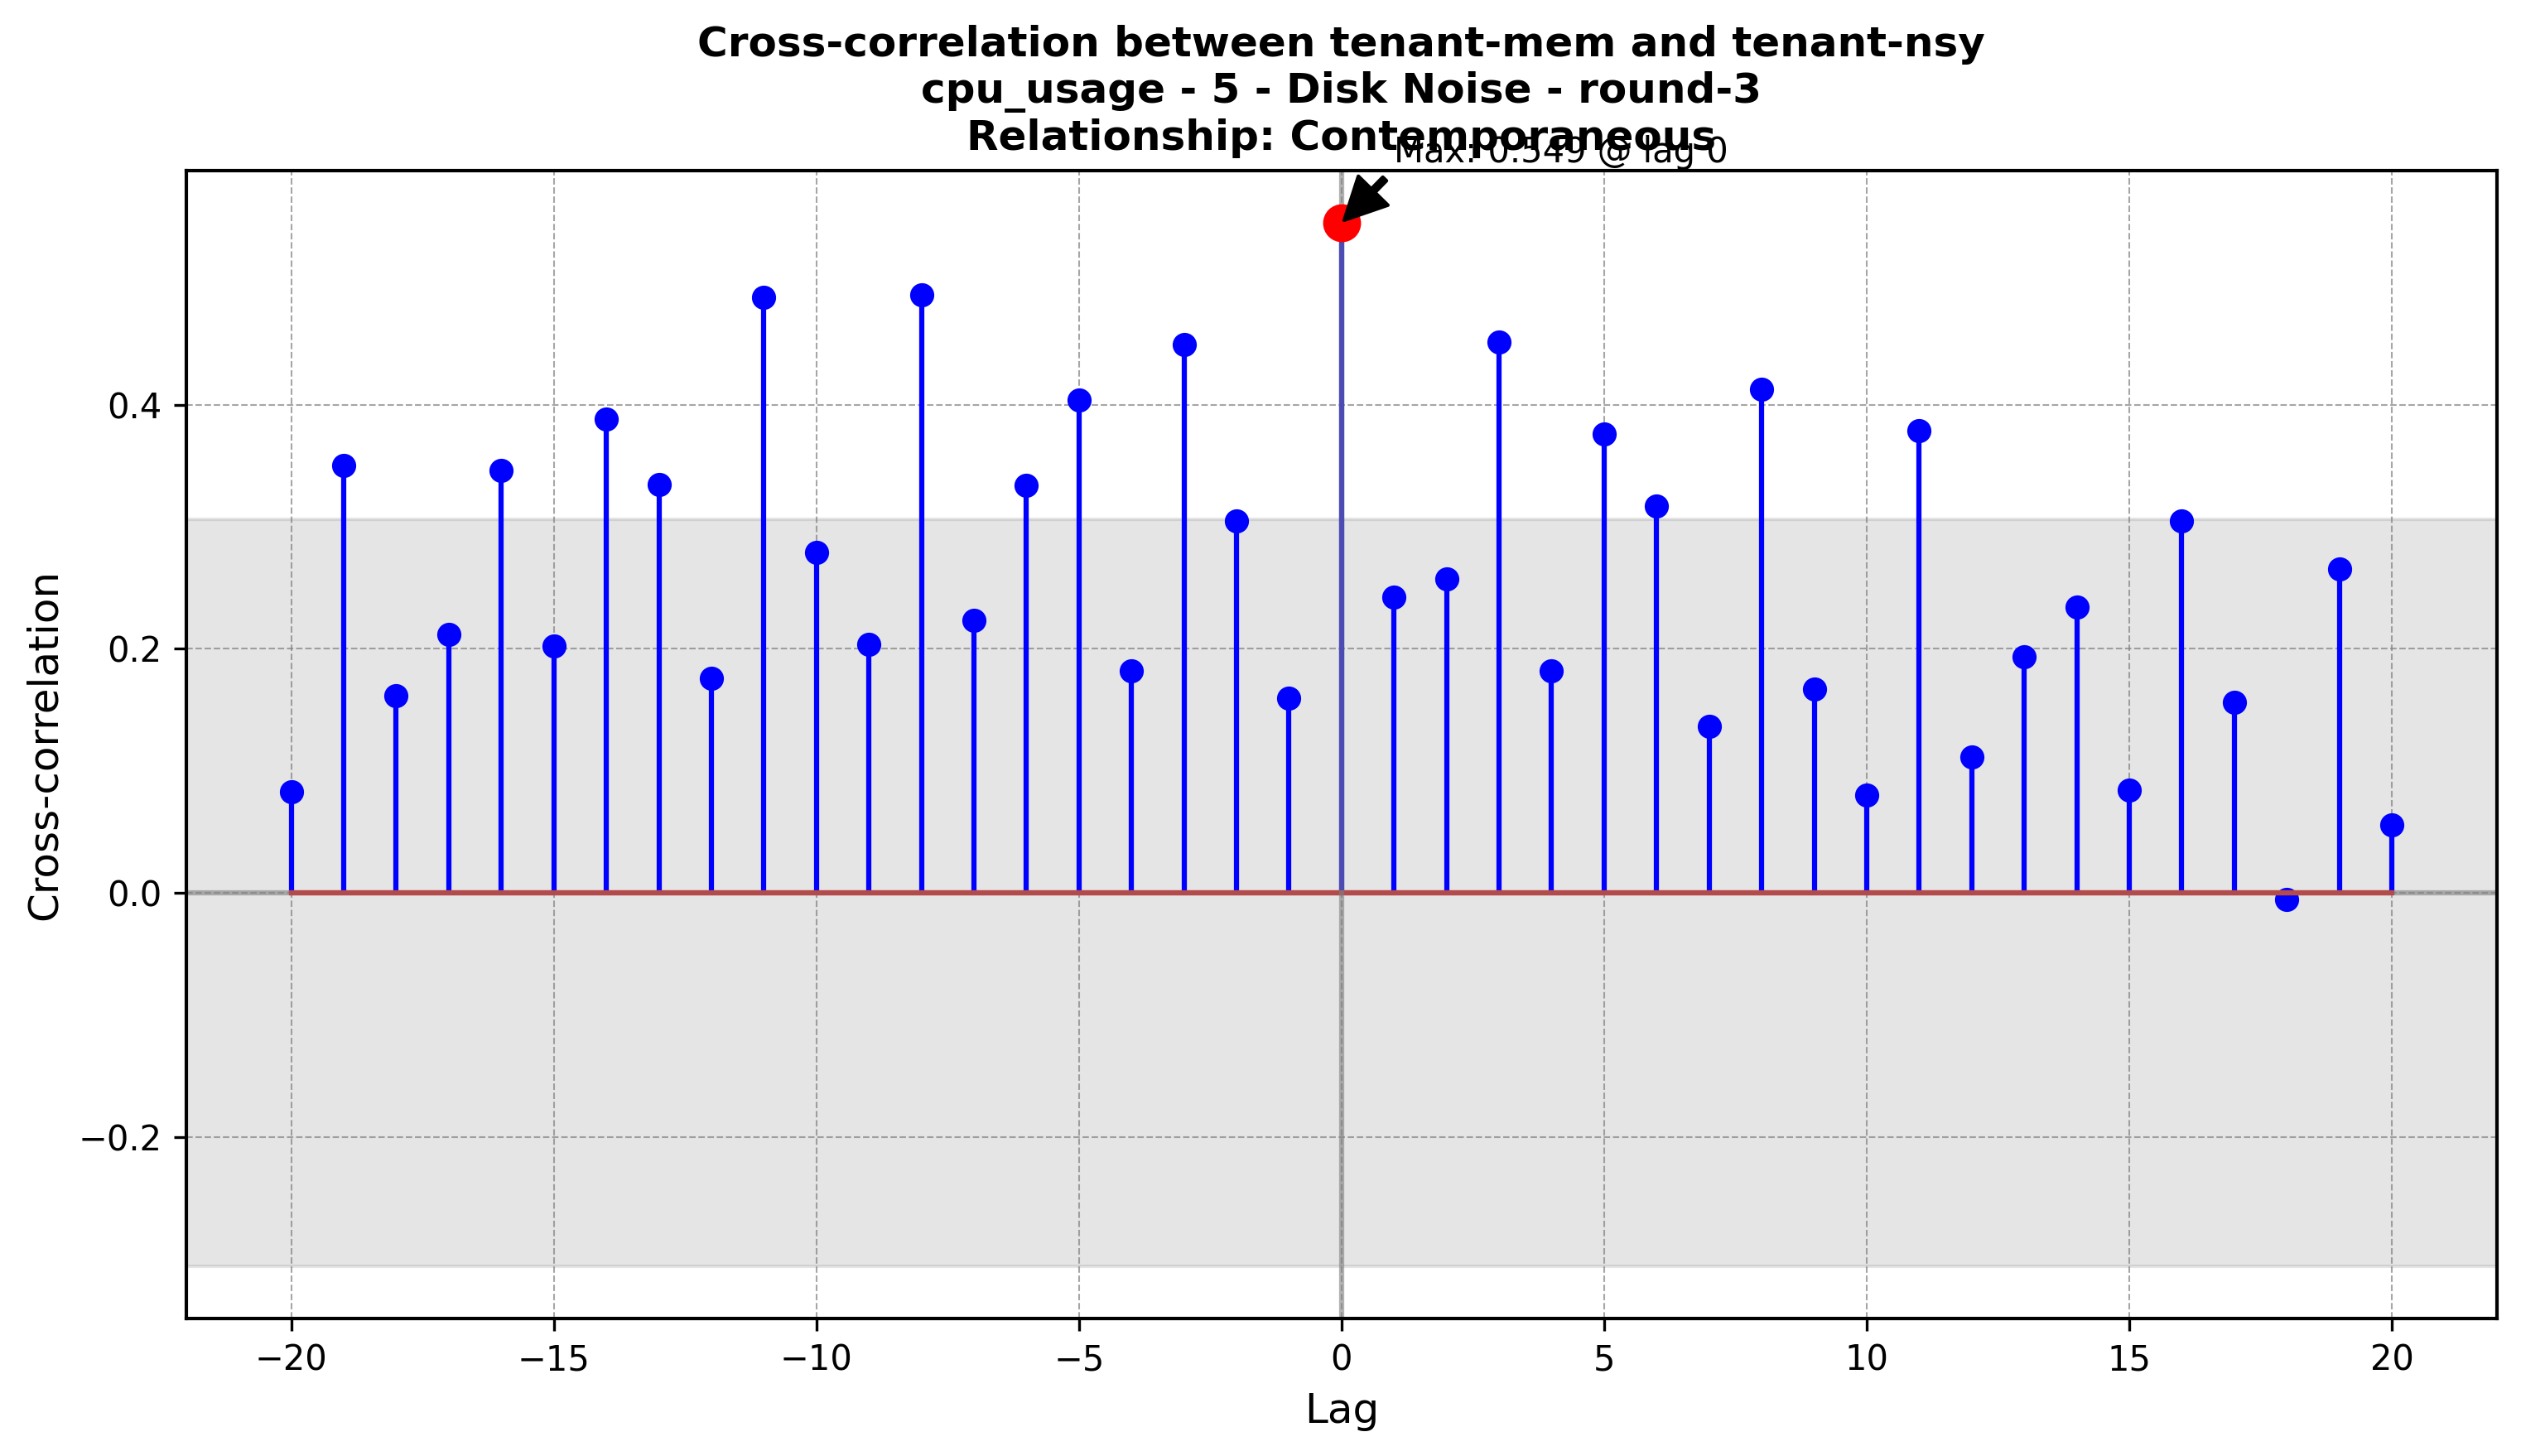 Cross-correlation between tenant-mem and tenant-nsy
cpu_usage - 5 - Disk Noise - round-3
Relationship: Contemporaneous
Max: 0.549 @ lag 0
Cross-correlation
0.4
0.2
0.0
−0.2
−20
−15
−10
−5
0
5
10
15
20
Lag